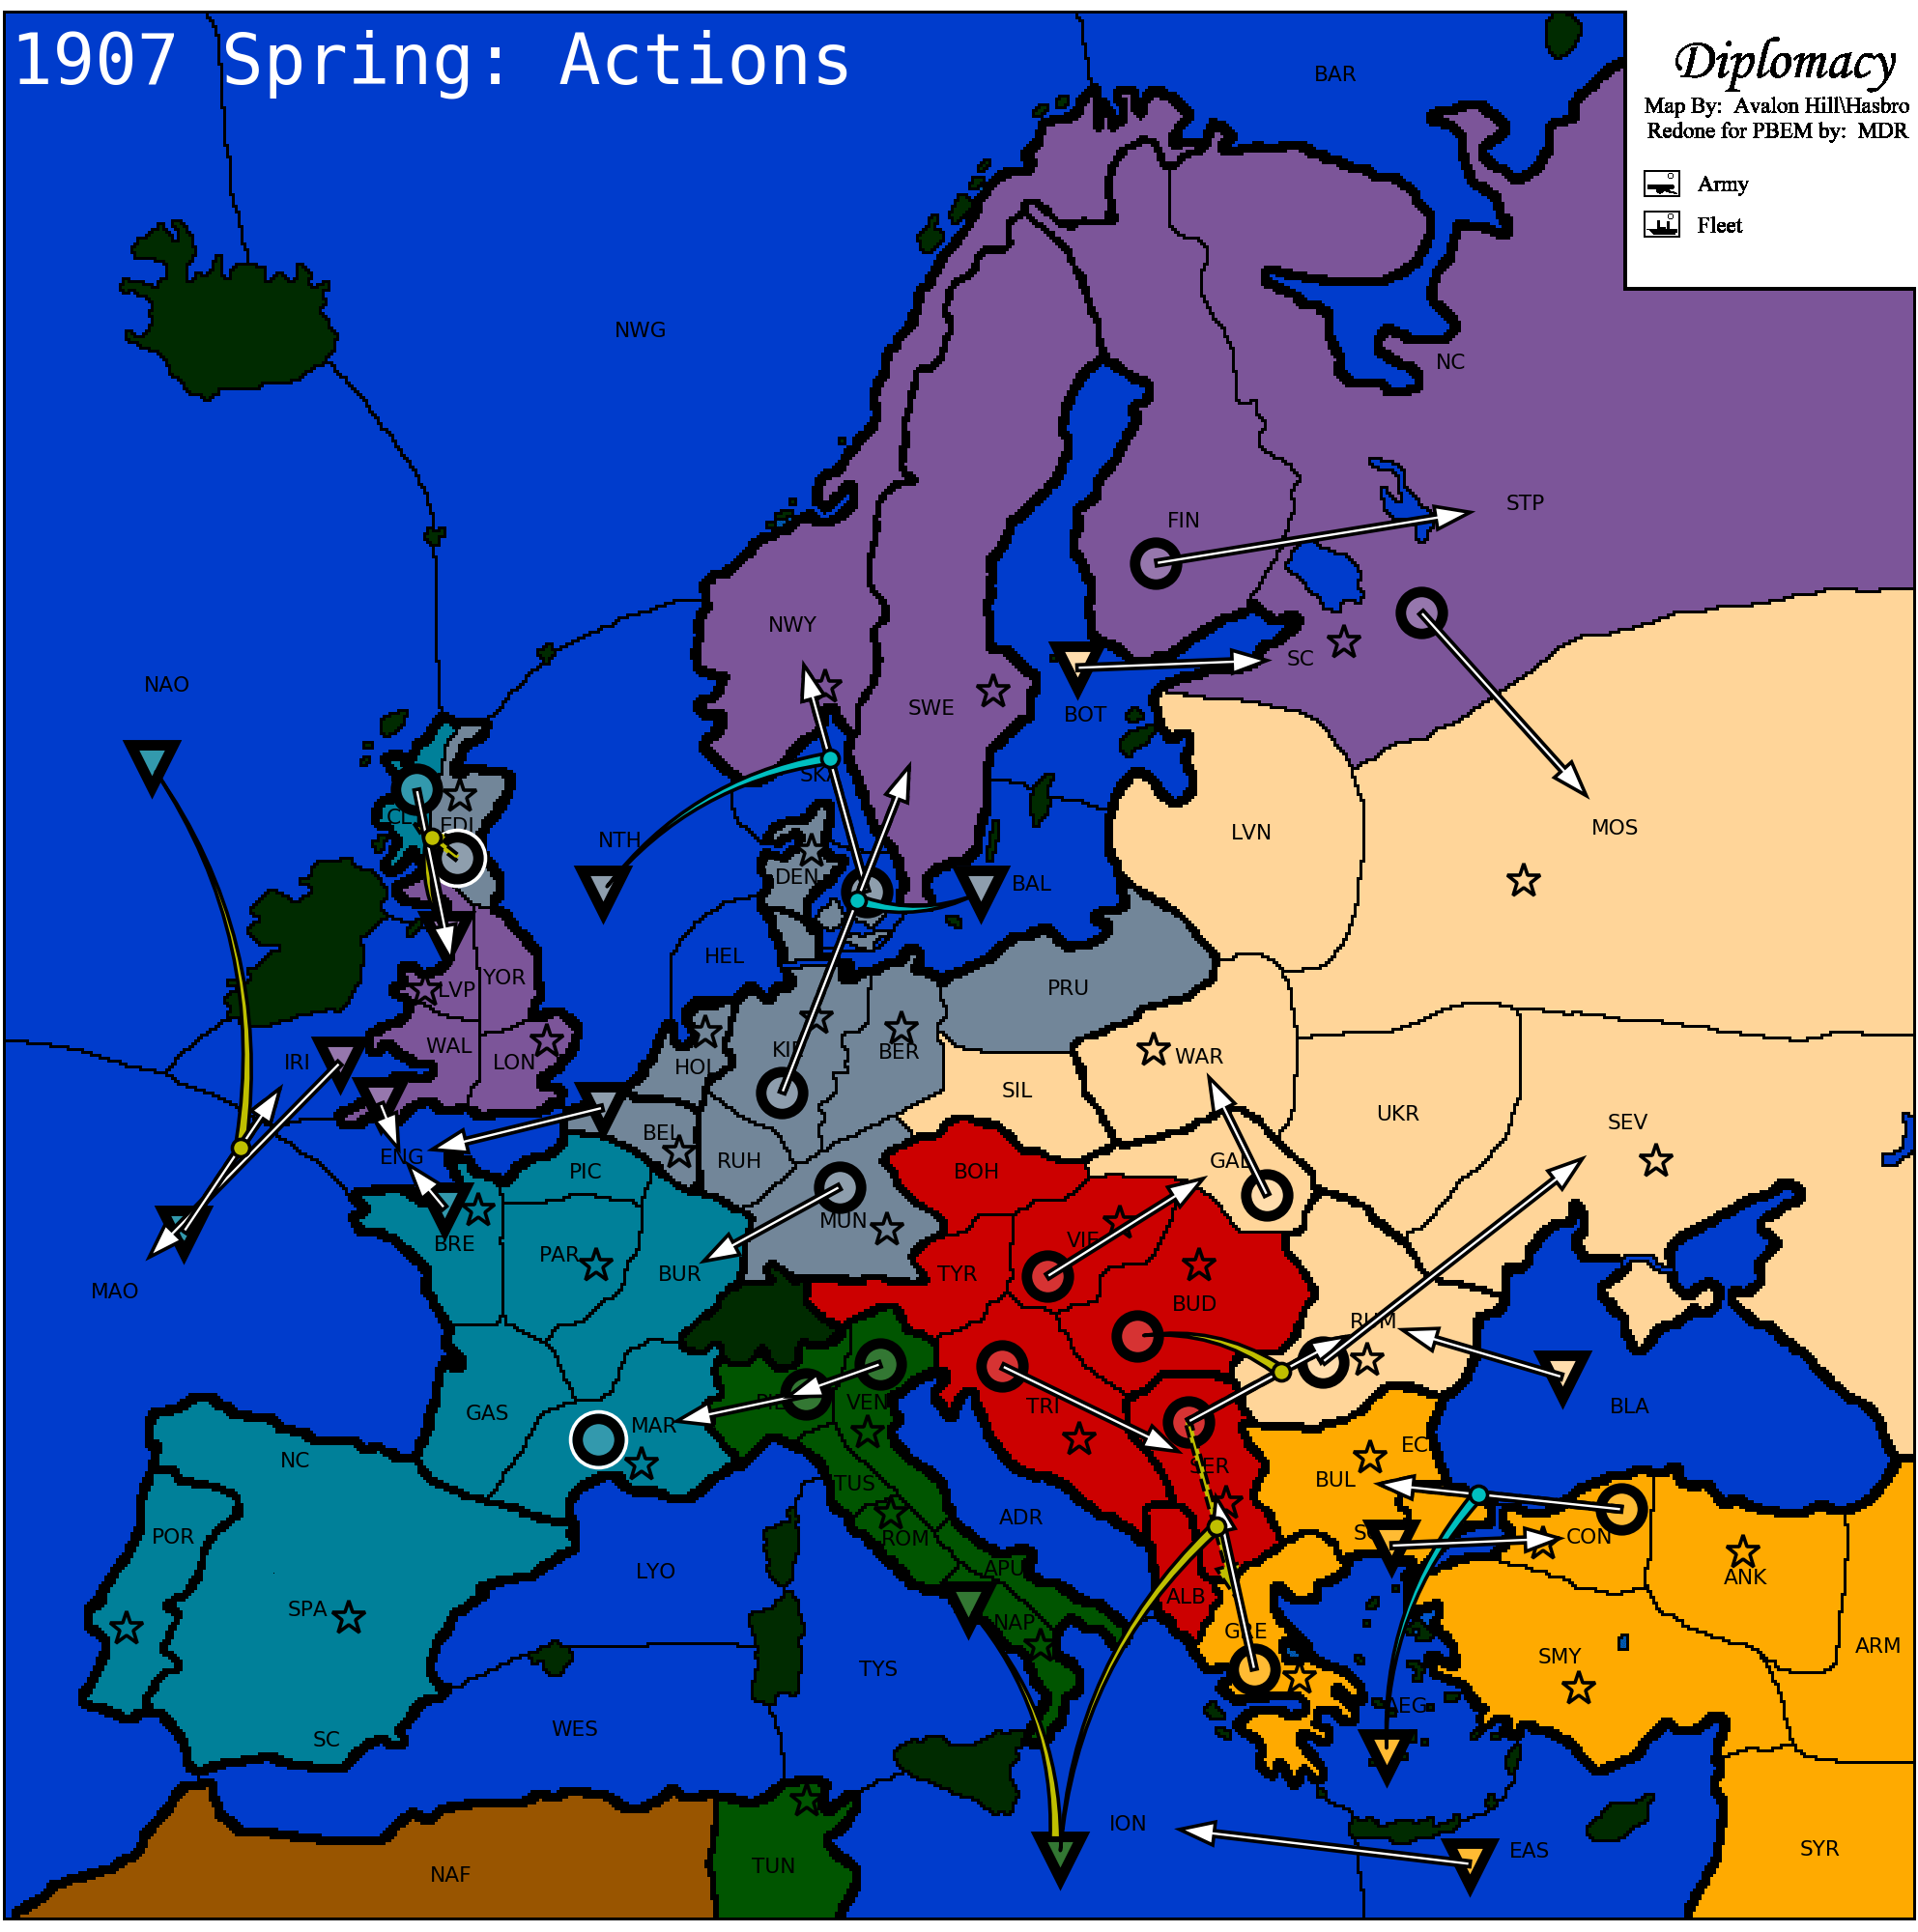 1907 Spring: Actions
Diplomacy
Map By: Avalon Hill\Hasbro
Redone for PBEM by: MDR
Army
Fleet
BAR
NWG
NC
STP
FIN
NWY
SC
NAO
SWE
BOT
SKA
CLY
EDI
NTH
LVN
MOS
DEN
BAL
HEL
YOR
LVP
PRU
WAL
IRI
LON
HOL
KIE
BER
WAR
SIL
UKR
SEV
BEL
ENG
PIC
RUH
BOH
GAL
MUN
BRE
PAR
BUR
VIE
TYR
MAO
BUD
RUM
PIE
VEN
TRI
BLA
GAS
MAR
NC
SER
EC
BUL
TUS
ADR
SC
CON
POR
ROM
LYO
APU
ALB
ANK
SPA
NAP
GRE
SMY
ARM
TYS
AEG
WES
SC
ION
EAS
SYR
TUN
NAF